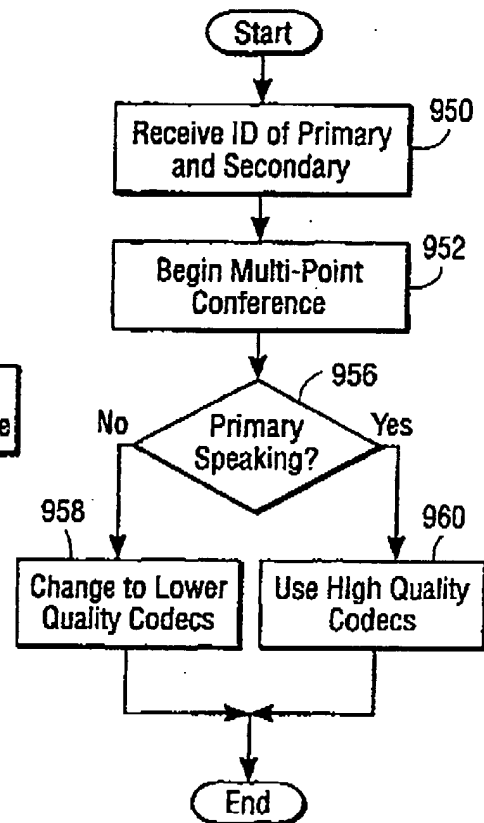 Start
950
Receive ID of Primary
and Secondary
952
Begin Multi-Point
Conference
956
No
Primary
Speaking?
Yes
958
Change to Lower
Quality Codecs
960
Use High Quality
Codecs
End